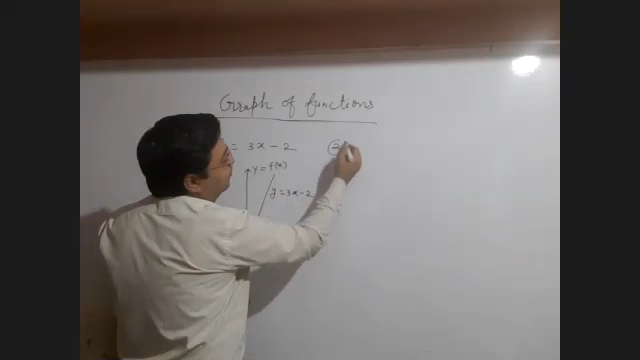 Graph of functions
= 3x - 2
y = f(x)
y = 3x - 2